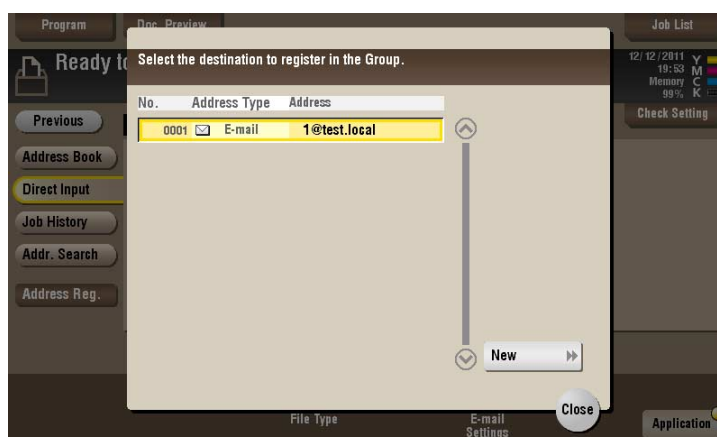 Program
Doc. Preview
Job List
Ready to
Select the destination to register in the Group.
12/12/2011
19:53
Memory
99%
Y
M
C
K
No. Address Type Address
0001 E-mail 1@test.local
Previous
Check Setting
Address Book
Direct Input
Job History
Addr. Search
Address Reg.
New
Close
File Type
E-mail
Settings
Application